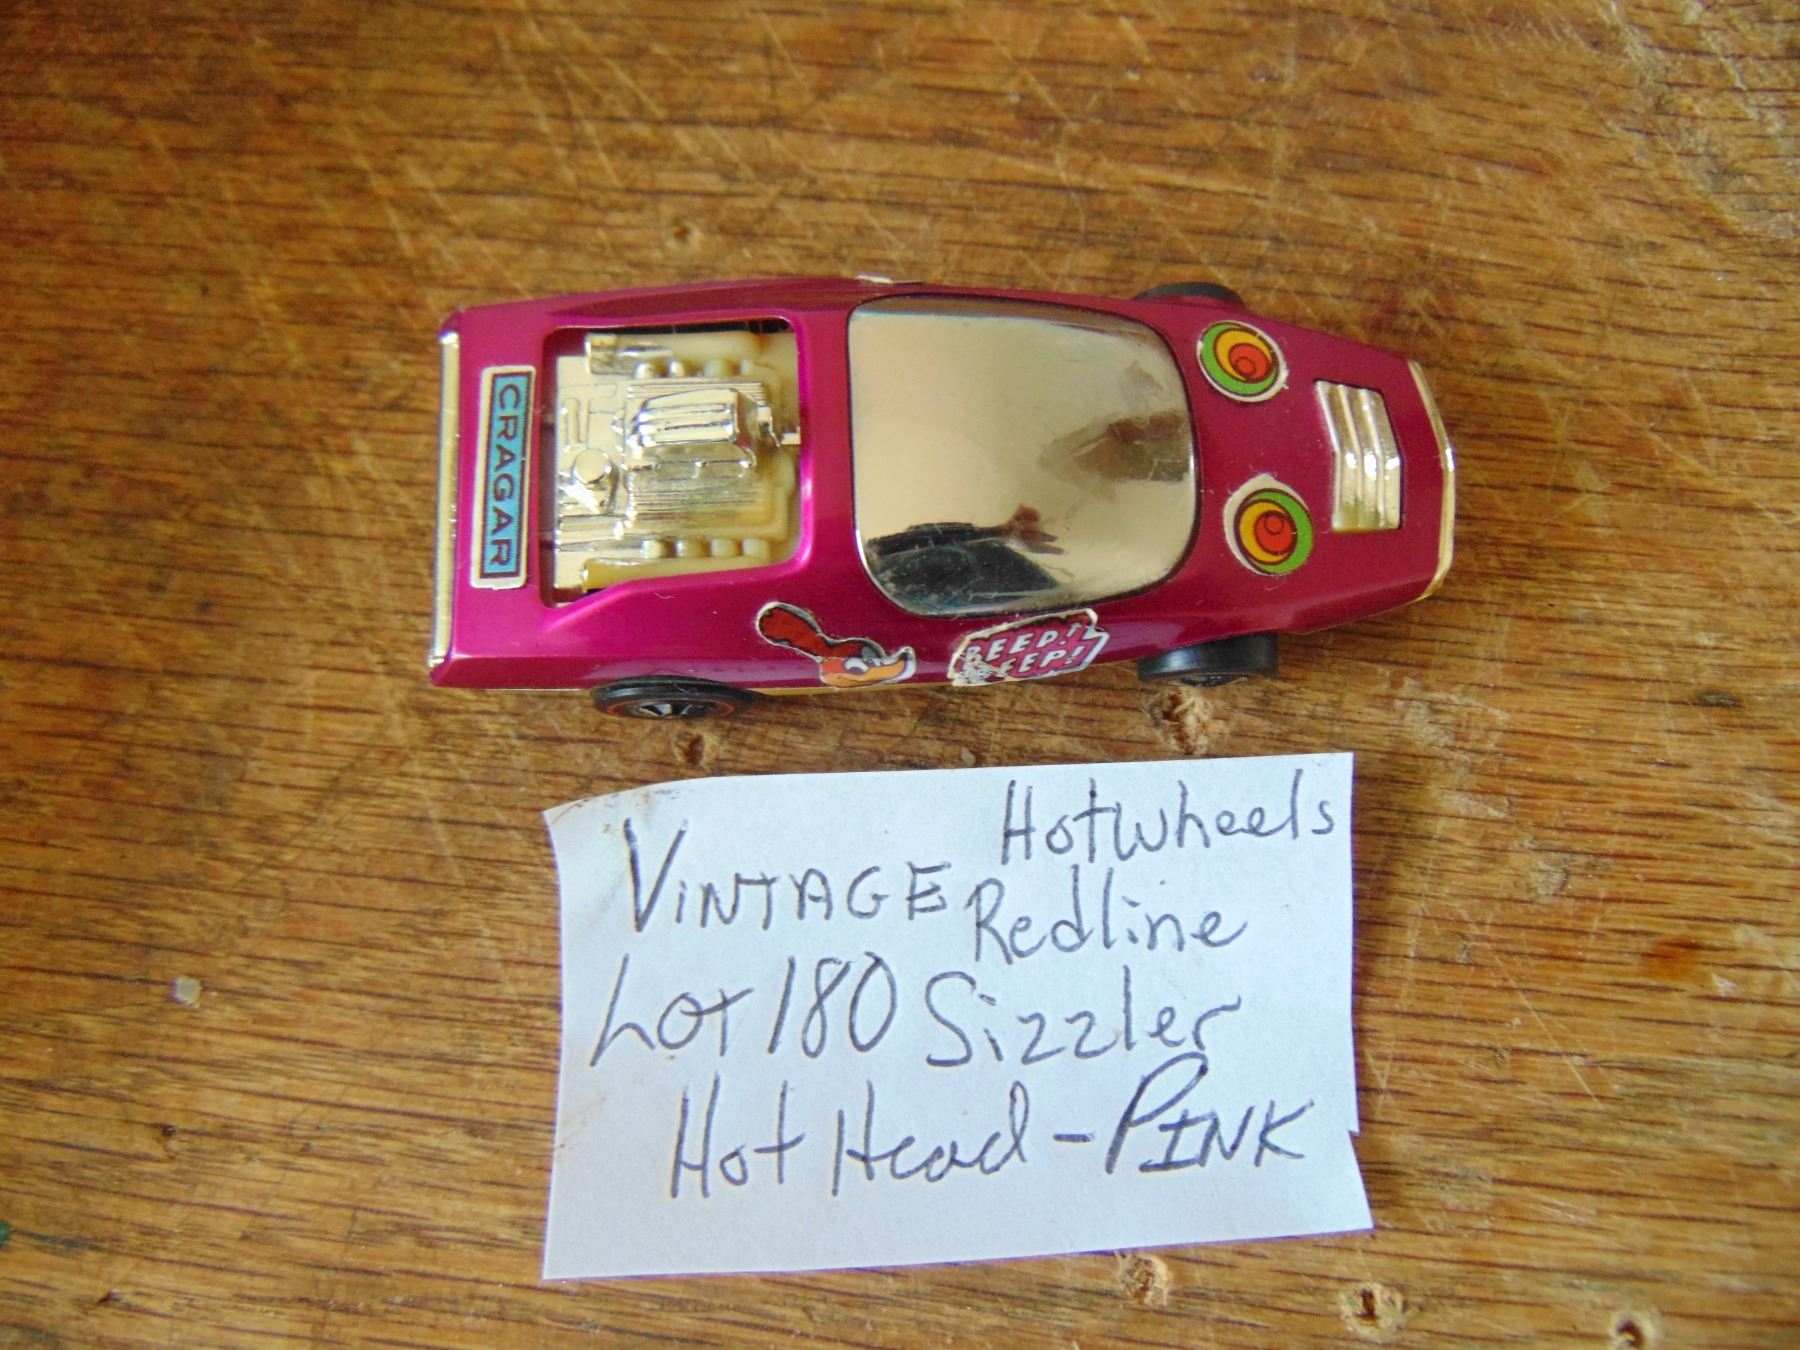 CRAGAR
BEEP!
BEEP!
HotWheels
VINTAGE Redline
Lot 180 Sizzler
Hot Head - PINK